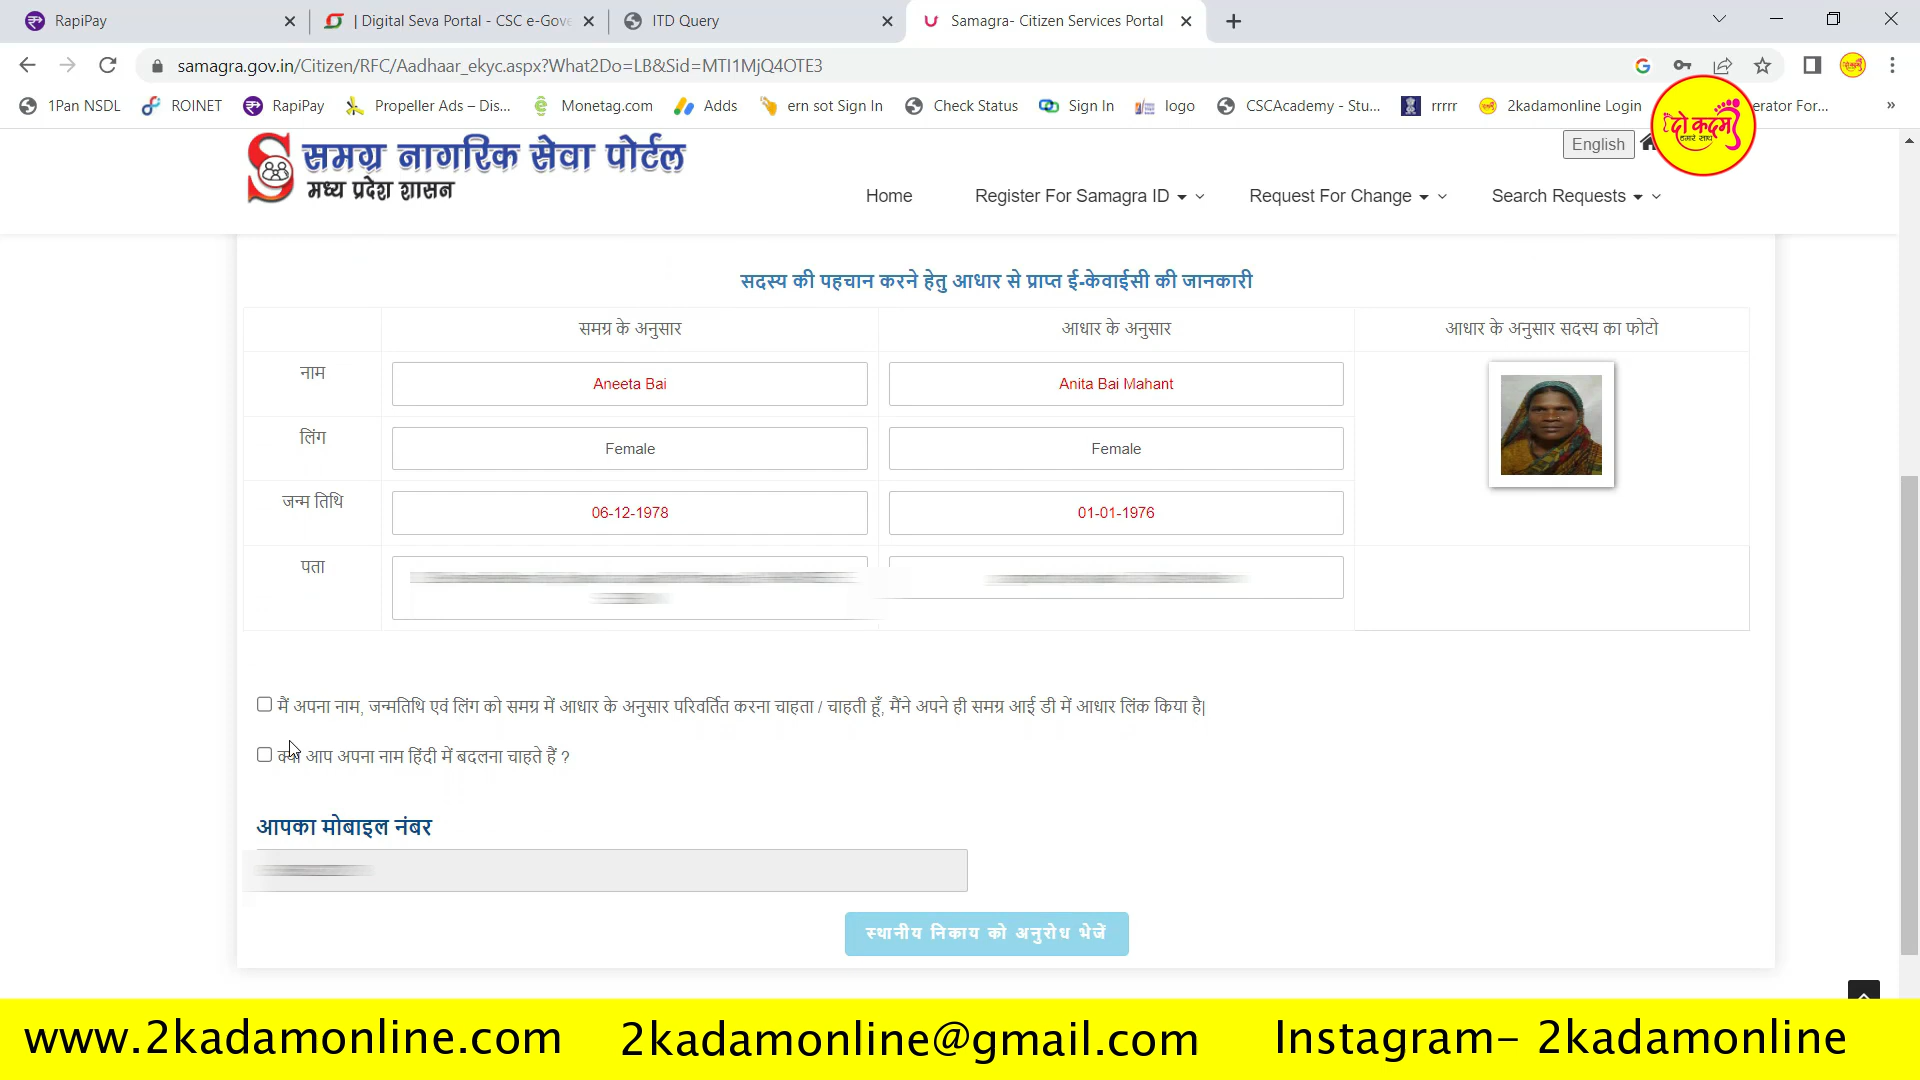 RapiPay
| Digital Seva Portal - CSC e-Gov
ITD Query
Samagra- Citizen Services Portal
samagra.gov.in/Citizen/RFC/Aadhaar_ekyc.aspx?What2Do=LB&Sid=MTI1MjQ4OTE3
1Pan NSDL
ROINET
RapiPay
Propeller Ads – Dis...
Monetag.com
Adds
ern sot Sign In
Check Status
Sign In
logo
CSCAcademy - Stu...
rrrrr
2kadamonline Login
erator For...
दो कदम
हमारे साथ
समग्र नागरिक सेवा पोर्टल
मध्य प्रदेश शासन
English
Home
Register For Samagra ID
Request For Change
Search Requests
सदस्य की पहचान करने हेतु आधार से प्राप्त ई-केवाईसी की जानकारी
समग्र के अनुसार
आधार के अनुसार
आधार के अनुसार सदस्य का फोटो
नाम
Aneeta Bai
Anita Bai Mahant
लिंग
Female
Female
जन्म तिथि
06-12-1978
01-01-1976
पता
मैं अपना नाम, जन्मतिथि एवं लिंग को समग्र में आधार के अनुसार परिवर्तित करना चाहता / चाहती हूँ, मैंने अपने ही समग्र आई डी में आधार लिंक किया है|
क्या आप अपना नाम हिंदी में बदलना चाहते हैं ?
आपका मोबाइल नंबर
स्थानीय निकाय को अनुरोध भेजें
www.2kadamonline.com
2kadamonline@gmail.com
Instagram- 2kadamonline